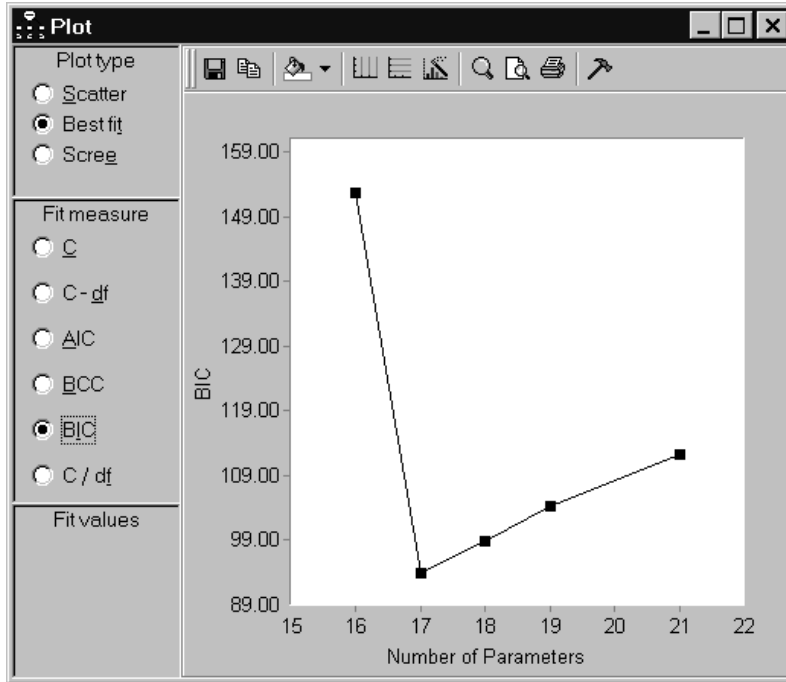 Plot
Plot type
Scatter
Best fit
Scree
Fit measure
C
C - df
AIC
BCC
BIC
C / df
Fit values
BIC
159.00
149.00
139.00
129.00
119.00
109.00
99.00
89.00
15 16 17 18 19 20 21 22
Number of Parameters